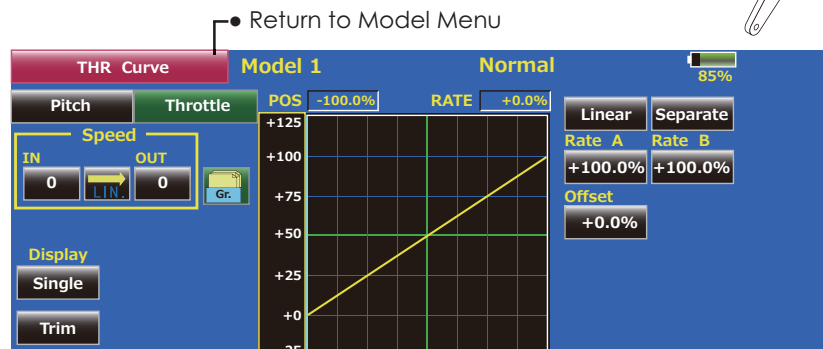 Return to Model Menu
THR Curve
Model 1
Normal
85%
Pitch
Throttle
POS
-100.0%
RATE
+0.0%
Speed
IN
OUT
0
LIN.
0
Gr.
+125
+100
+75
+50
+25
+0
-25
Linear
Separate
Rate A
Rate B
+100.0%
+100.0%
Offset
+0.0%
Display
Single
Trim